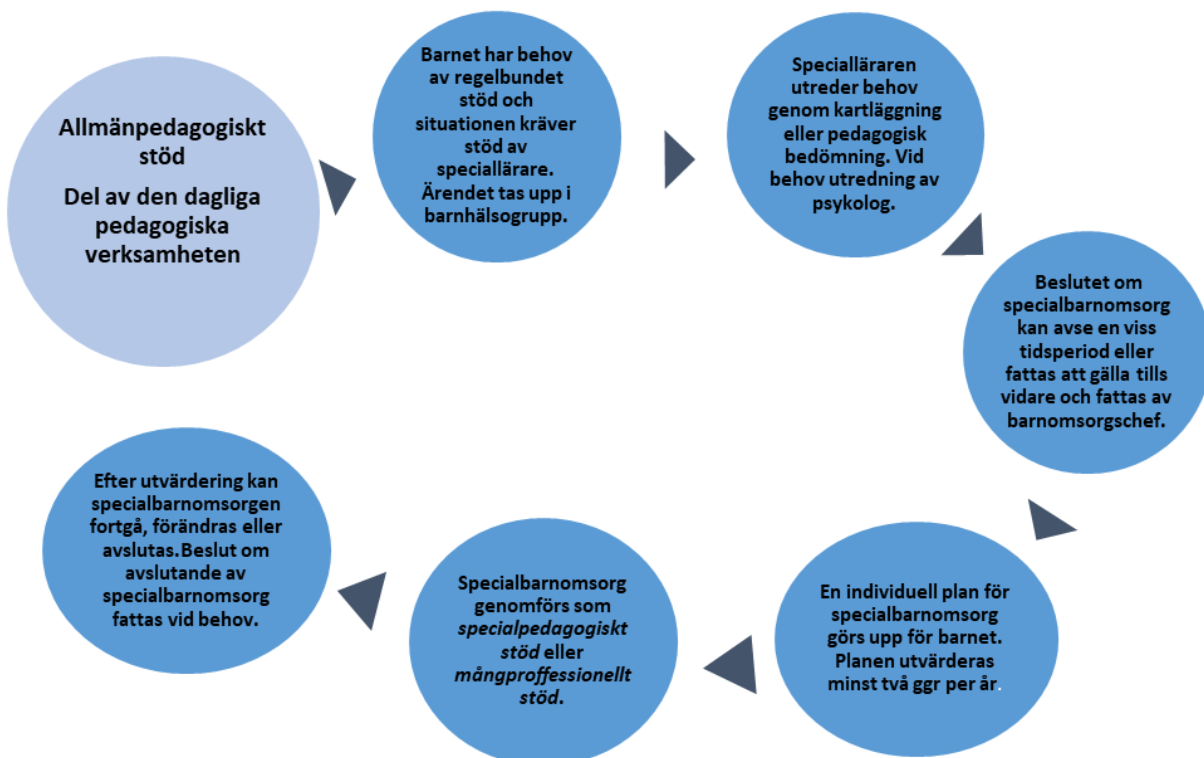 Allmänpedagogiskt
stöd
Del av den dagliga
pedagogiska
verksamheten
Barnet har behov
av regelbundet
stöd och
situationen kräver
stöd av
speciallärare.
Ärendet tas upp i
barnhälsogrupp.
Specialläraren
utreder behov
genom kartläggning
eller pedagogisk
bedömning. Vid
behov utredning av
psykolog.
Beslutet om
specialbarnomsorg
kan avse en viss
tidsperiod eller
fattas att gälla tills
vidare och fattas av
barnomsorgschef.
En individuell plan för
specialbarnomsorg
görs upp för barnet.
Planen utvärderas
minst två ggr per år.
Specialbarnomsorg
genomförs som
specialpedagogiskt
stöd eller
mångproffessionellt
stöd.
Efter utvärdering kan
specialbarnomsorgen
fortgå, förändras eller
avslutas.Beslut om
avslutande av
specialbarnomsorg
fattas vid behov.